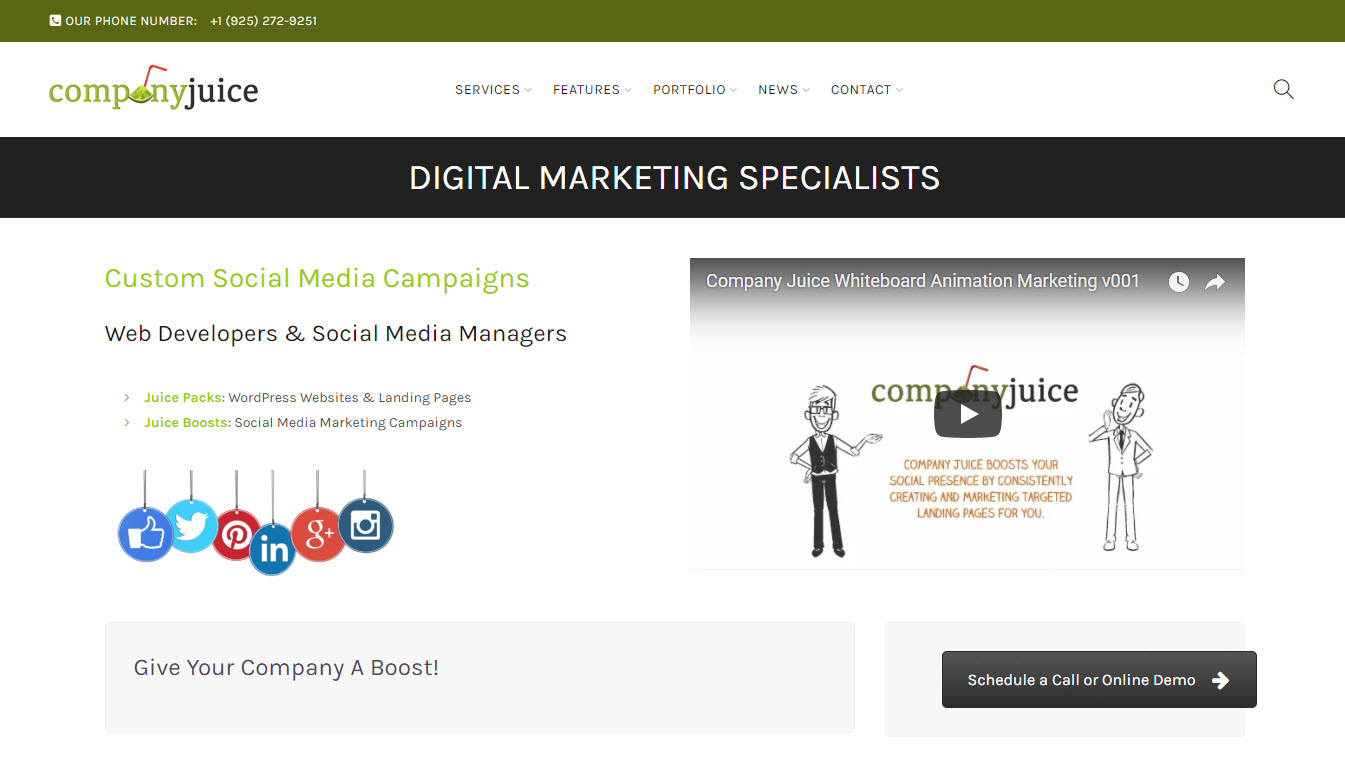 OUR PHONE NUMBER: +1 (925) 272-9251
companyjuice
SERVICES FEATURES PORTFOLIO NEWS CONTACT
DIGITAL MARKETING SPECIALISTS
Custom Social Media Campaigns
Web Developers & Social Media Managers
Juice Packs: WordPress Websites & Landing Pages
Juice Boosts: Social Media Marketing Campaigns
in
g+
Company Juice Whiteboard Animation Marketing v001
companyjuice
COMPANY JUICE BOOSTS YOUR
SOCIAL PRESENCE BY CONSISTENTLY
CREATING AND MARKETING TARGETED
LANDING PAGES FOR YOU.
Give Your Company A Boost!
Schedule a Call or Online Demo